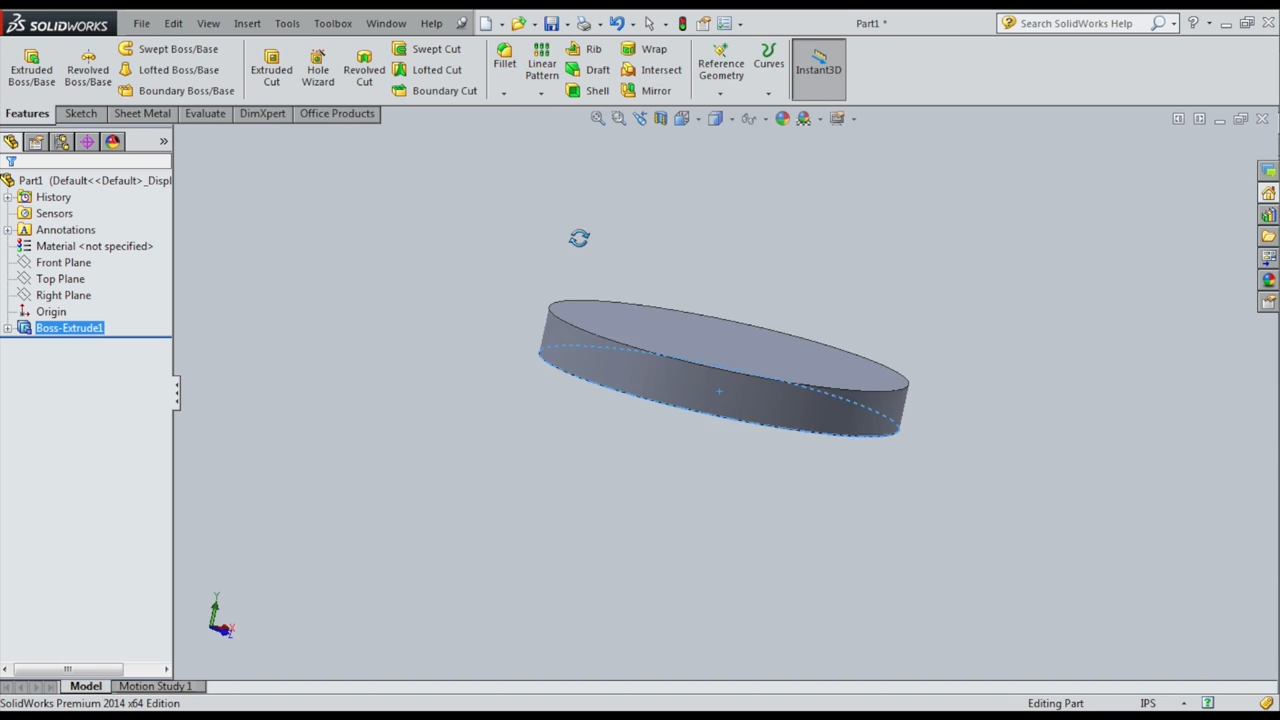 SOLIDWORKS File Edit View Insert Tools Toolbox Window Help Part1 * Search SolidWorks Help
Extruded Boss/Base
Revolved Boss/Base
Swept Boss/Base
Lofted Boss/Base
Boundary Boss/Base
Extruded Cut
Hole Wizard
Revolved Cut
Swept Cut
Lofted Cut
Boundary Cut
Fillet
Linear Pattern
Rib
Draft
Shell
Wrap
Intersect
Mirror
Reference Geometry
Curves
Instant3D
Features Sketch Sheet Metal Evaluate DimXpert Office Products
Part1 (Default<<Default>_Displ
History
Sensors
Annotations
Material <not specified>
Front Plane
Top Plane
Right Plane
Origin
Boss-Extrude1
Y
X
Z
Model Motion Study 1
SolidWorks Premium 2014 x64 Edition Editing Part IPS